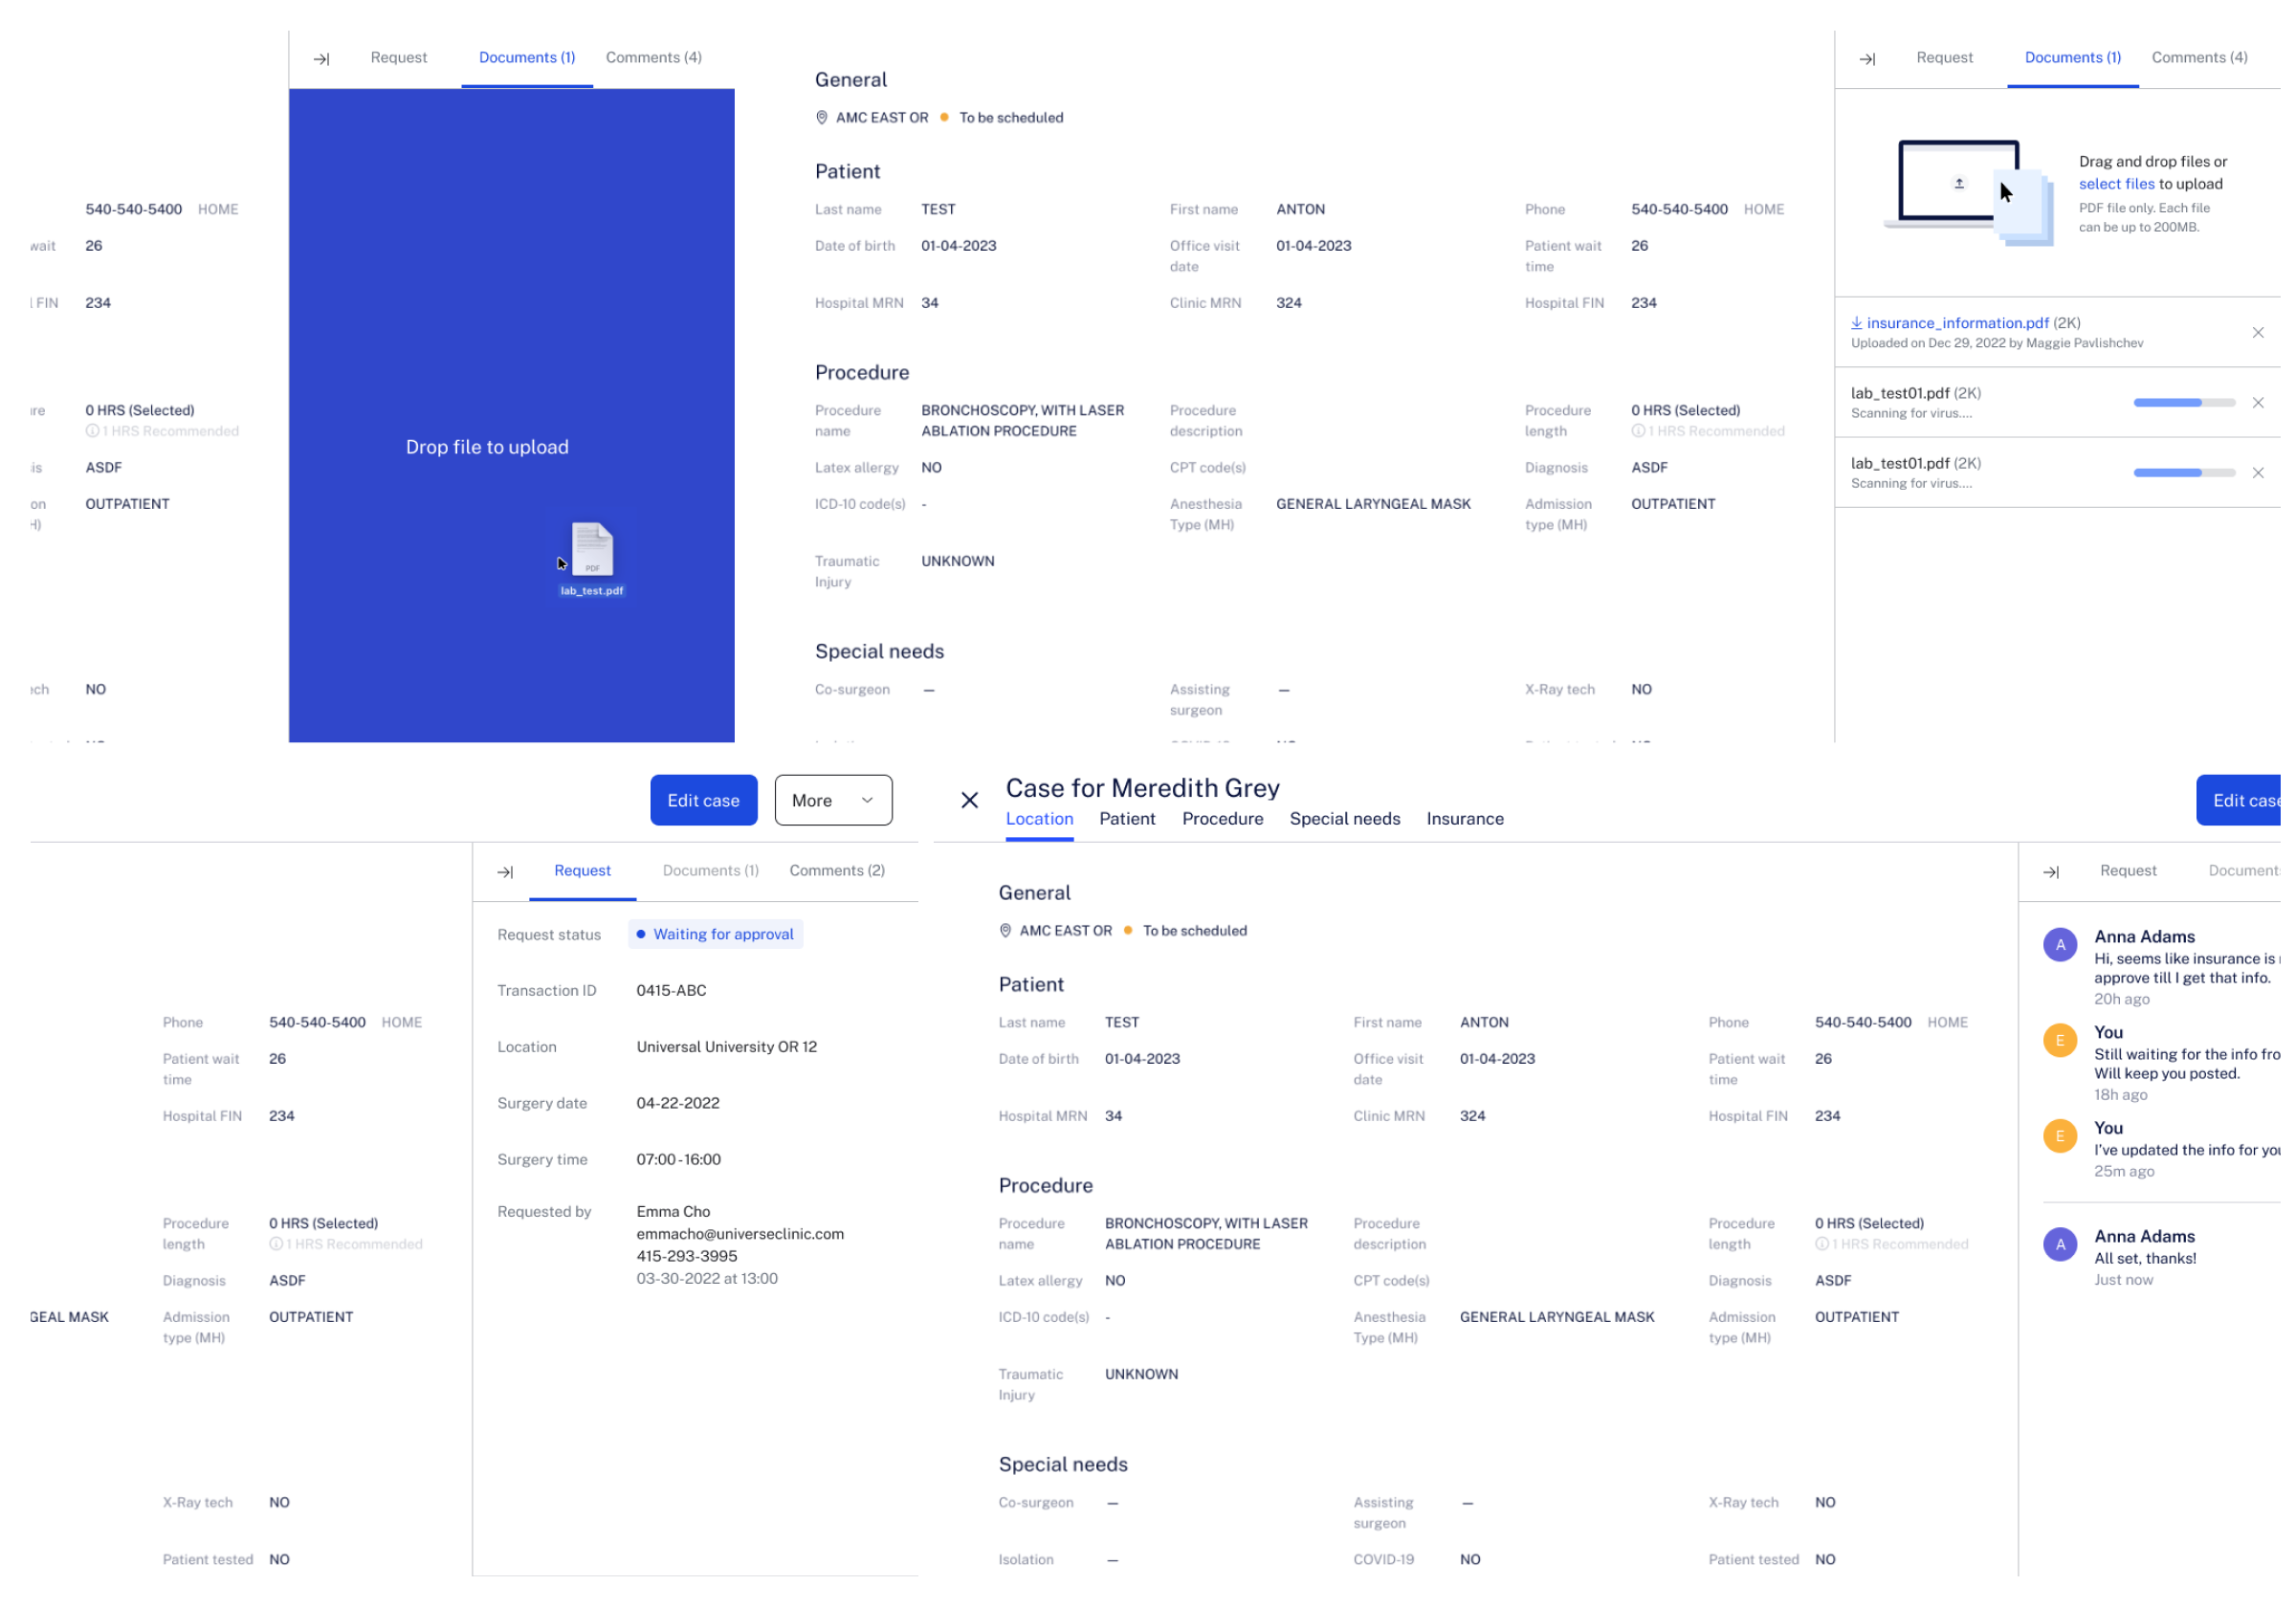 Request Documents (1) Comments (4)
540-540-5400 HOME
wait 26
FIN 234
0 HRS (Selected)
1 HRS Recommended
is ASDF
on OUTPATIENT
NO
Drop file to upload
PDF
lab_test.pdf
General
AMC EAST OR To be scheduled
Patient
Last name TEST First name ANTON Phone 540-540-5400 HOME
Date of birth 01-04-2023 Office visit date 01-04-2023 Patient wait time 26
Hospital MRN 34 Clinic MRN 324 Hospital FIN 234
Procedure
Procedure name BRONCHOSCOPY, WITH LASER ABLATION PROCEDURE Procedure description Procedure length 0 HRS (Selected)
1 HRS Recommended
Latex allergy NO CPT code(s) Diagnosis ASDF
ICD-10 code(s) - Anesthesia Type (MH) GENERAL LARYNGEAL MASK Admission type (MH) OUTPATIENT
Traumatic Injury UNKNOWN
Special needs
Co-surgeon — Assisting surgeon — X-Ray tech NO
Request Documents (1) Comments (4)
Drag and drop files or
select files to upload
PDF file only. Each file
can be up to 200MB.
insurance_information.pdf (2K)
Uploaded on Dec 29, 2022 by Maggie Pavlishchev
lab_test01.pdf (2K)
Scanning for virus....
lab_test01.pdf (2K)
Scanning for virus....
Edit case More
Request Documents (1) Comments (2)
Phone 540-540-5400 HOME
Patient wait time 26
Hospital FIN 234
Procedure length 0 HRS (Selected)
1 HRS Recommended
Diagnosis ASDF
GEAL MASK Admission type (MH) OUTPATIENT
X-Ray tech NO
Patient tested NO
Request status Waiting for approval
Transaction ID 0415-ABC
Location Universal University OR 12
Surgery date 04-22-2022
Surgery time 07:00-16:00
Requested by Emma Cho
emmacho@universeclinic.com
415-293-3995
03-30-2022 at 13:00
Case for Meredith Grey
Location Patient Procedure Special needs Insurance
Edit case
General
AMC EAST OR To be scheduled
Patient
Last name TEST First name ANTON Phone 540-540-5400 HOME
Date of birth 01-04-2023 Office visit date 01-04-2023 Patient wait time 26
Hospital MRN 34 Clinic MRN 324 Hospital FIN 234
Procedure
Procedure name BRONCHOSCOPY, WITH LASER ABLATION PROCEDURE Procedure description Procedure length 0 HRS (Selected)
1 HRS Recommended
Latex allergy NO CPT code(s) Diagnosis ASDF
ICD-10 code(s) - Anesthesia Type (MH) GENERAL LARYNGEAL MASK Admission type (MH) OUTPATIENT
Traumatic Injury UNKNOWN
Special needs
Co-surgeon — Assisting surgeon — X-Ray tech NO
Isolation — COVID-19 NO Patient tested NO
Request Document
A Anna Adams
Hi, seems like insurance is
approve till I get that info.
20h ago
E You
Still waiting for the info fro
Will keep you posted.
18h ago
E You
I've updated the info for you
25m ago
A Anna Adams
All set, thanks!
Just now